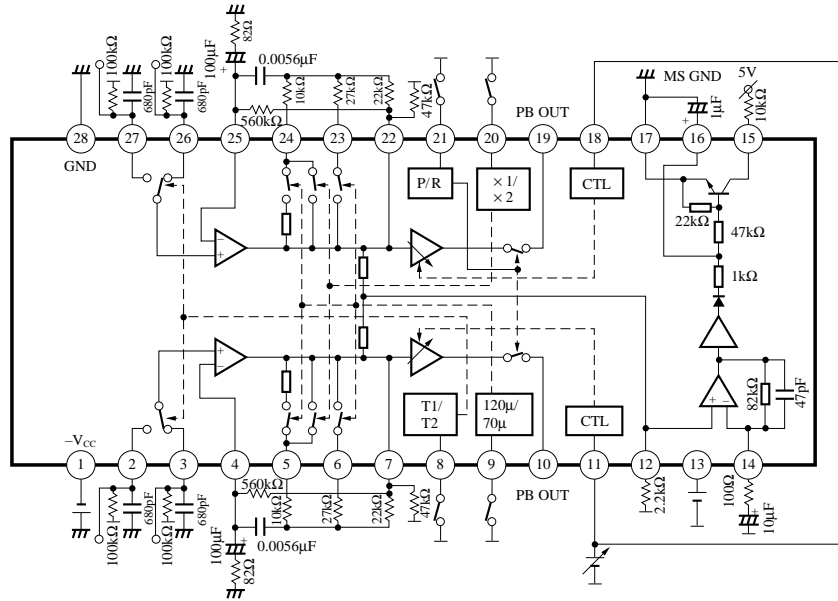 82Ω
100μF
+
0.0056μF
100kΩ
680pF
100kΩ
680pF
10kΩ
27kΩ
22kΩ
47kΩ
560kΩ
MS GND
1μF
+
5V
10kΩ
PB OUT
28
27
26
25
24
23
22
21
20
19
18
17
16
15
GND
P/R
×1/
×2
CTL
22kΩ
47kΩ
1kΩ
−
+
+
−
+ −
82kΩ
47pF
T1/
T2
120μ/
70μ
CTL
−VCC
1
2
3
4
5
6
7
8
9
10
11
12
13
14
PB OUT
100kΩ
680pF
100kΩ
680pF
560kΩ
10kΩ
27kΩ
22kΩ
47kΩ
0.0056μF
100μF
+
82Ω
2.2kΩ
100Ω
+
10μF